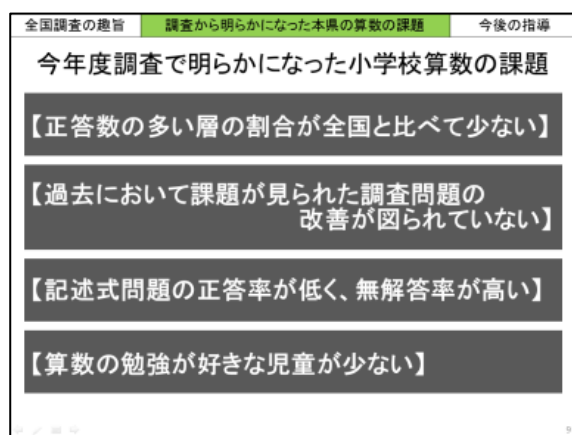 全国調査の趣旨
調査から明らかになった本県の算数の課題
今後の指導
今年度調査で明らかになった小学校算数の課題
【正答数の多い層の割合が全国と比べて少ない】
【過去において課題が見られた調査問題の
改善が図られていない】
【記述式問題の正答率が低く、無解答率が高い】
【算数の勉強が好きな児童が少ない】
9